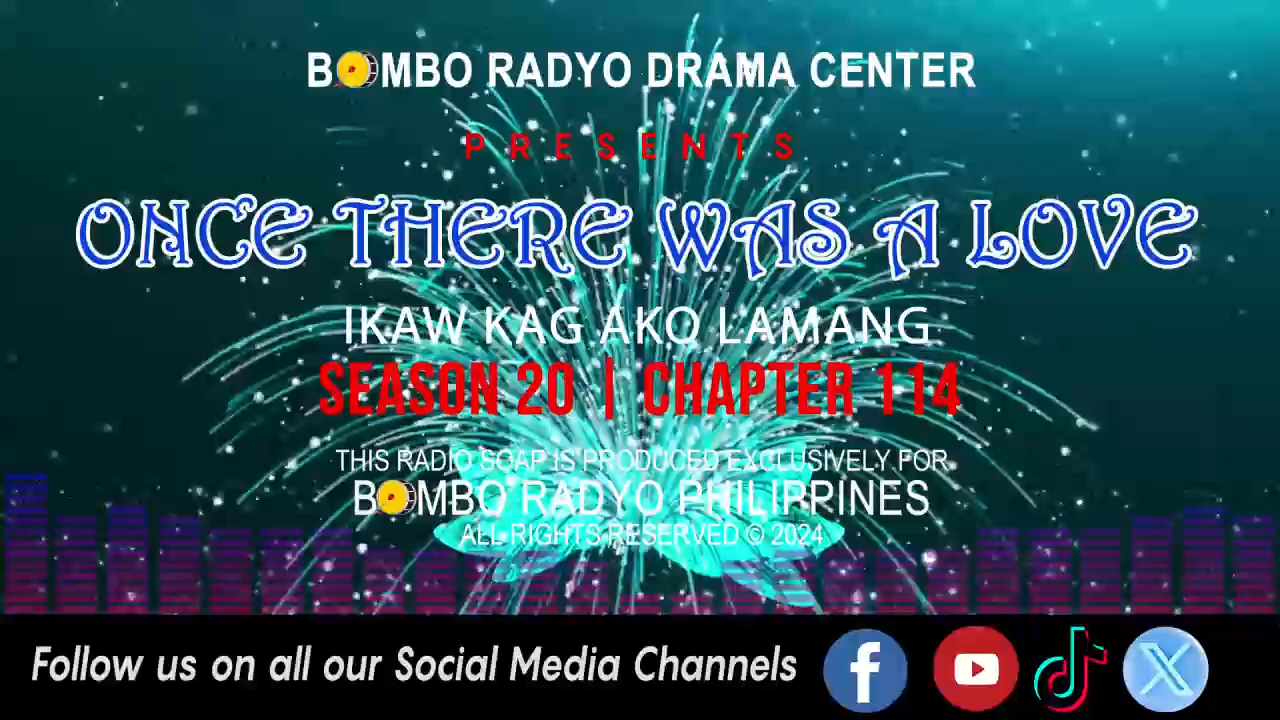 BOMBO RADYO DRAMA CENTER
PRESENTS
ONCE THERE WAS A LOVE
IKAW KAG AKO LAMANG
SEASON 20 | CHAPTER 114
THIS RADIO SOAP IS PRODUCED EXCLUSIVELY FOR
BOMBO RADYO PHILIPPINES
ALL RIGHTS RESERVED © 2024
Follow us on all our Social Media Channels